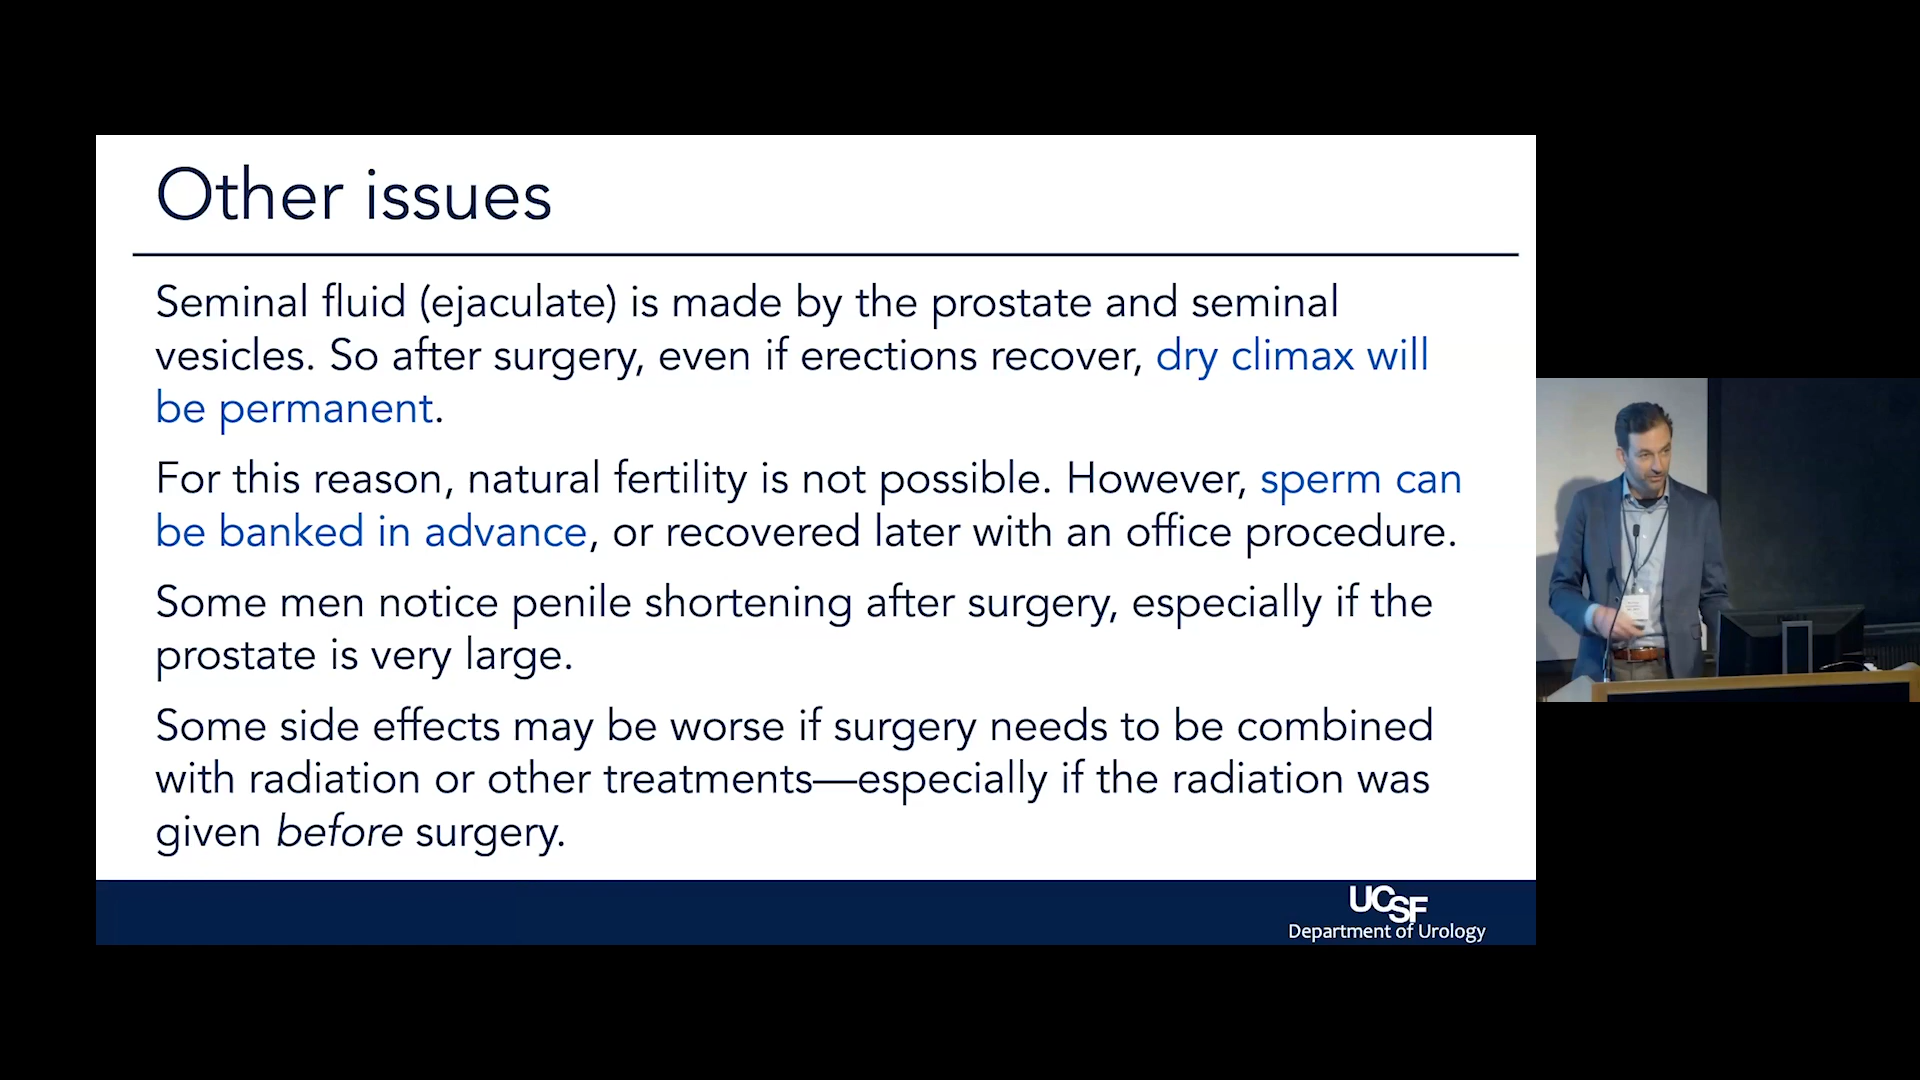 Other issues
Seminal fluid (ejaculate) is made by the prostate and seminal
vesicles. So after surgery, even if erections recover, dry climax will
be permanent.
For this reason, natural fertility is not possible. However, sperm can
be banked in advance, or recovered later with an office procedure.
Some men notice penile shortening after surgery, especially if the
prostate is very large.
Some side effects may be worse if surgery needs to be combined
with radiation or other treatments—especially if the radiation was
given before surgery.
UCSF
Department of Urology